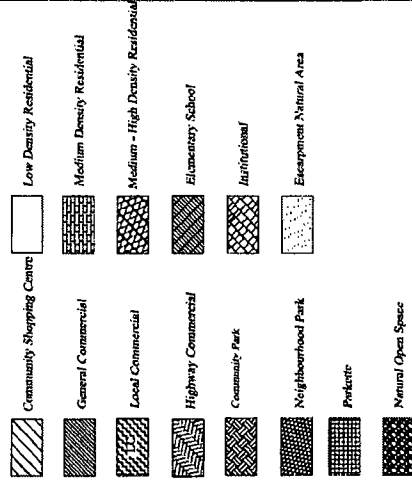 Community Shopping Centre
General Commercial
Local Commercial
Highway Commercial
Community Park
Neighbourhood Park
Parkette
Natural Open Space
Low Density Residential
Medium Density Residential
Medium - High Density Residential
Elementary School
Institutional
Escarpment Natural Area